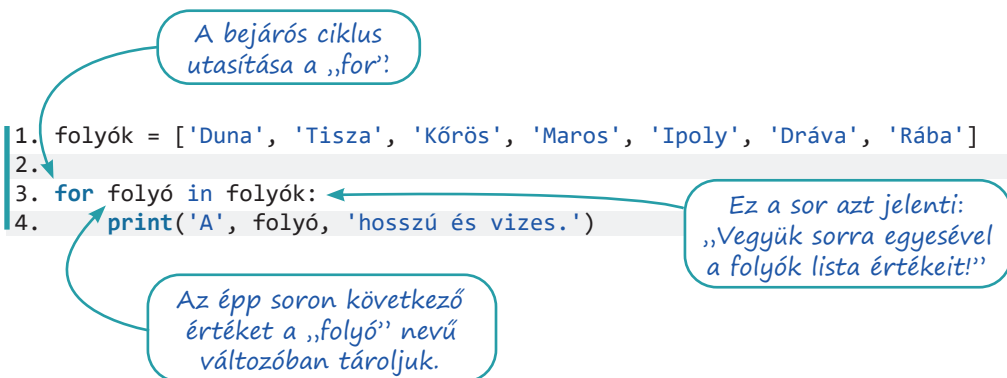 A bejárós ciklus
utasítása a „for”.
1. folyók = ['Duna', 'Tisza', 'Kőrös', 'Maros', 'Ipoly', 'Dráva', 'Rába']
2.
3. for folyó in folyók:
4.     print('A', folyó, 'hosszú és vizes.')
Ez a sor azt jelenti:
„Vegyük sorra egyesével
a folyók lista értékeit!”
Az épp soron következő
értéket a „folyó” nevű
változóban tároljuk.